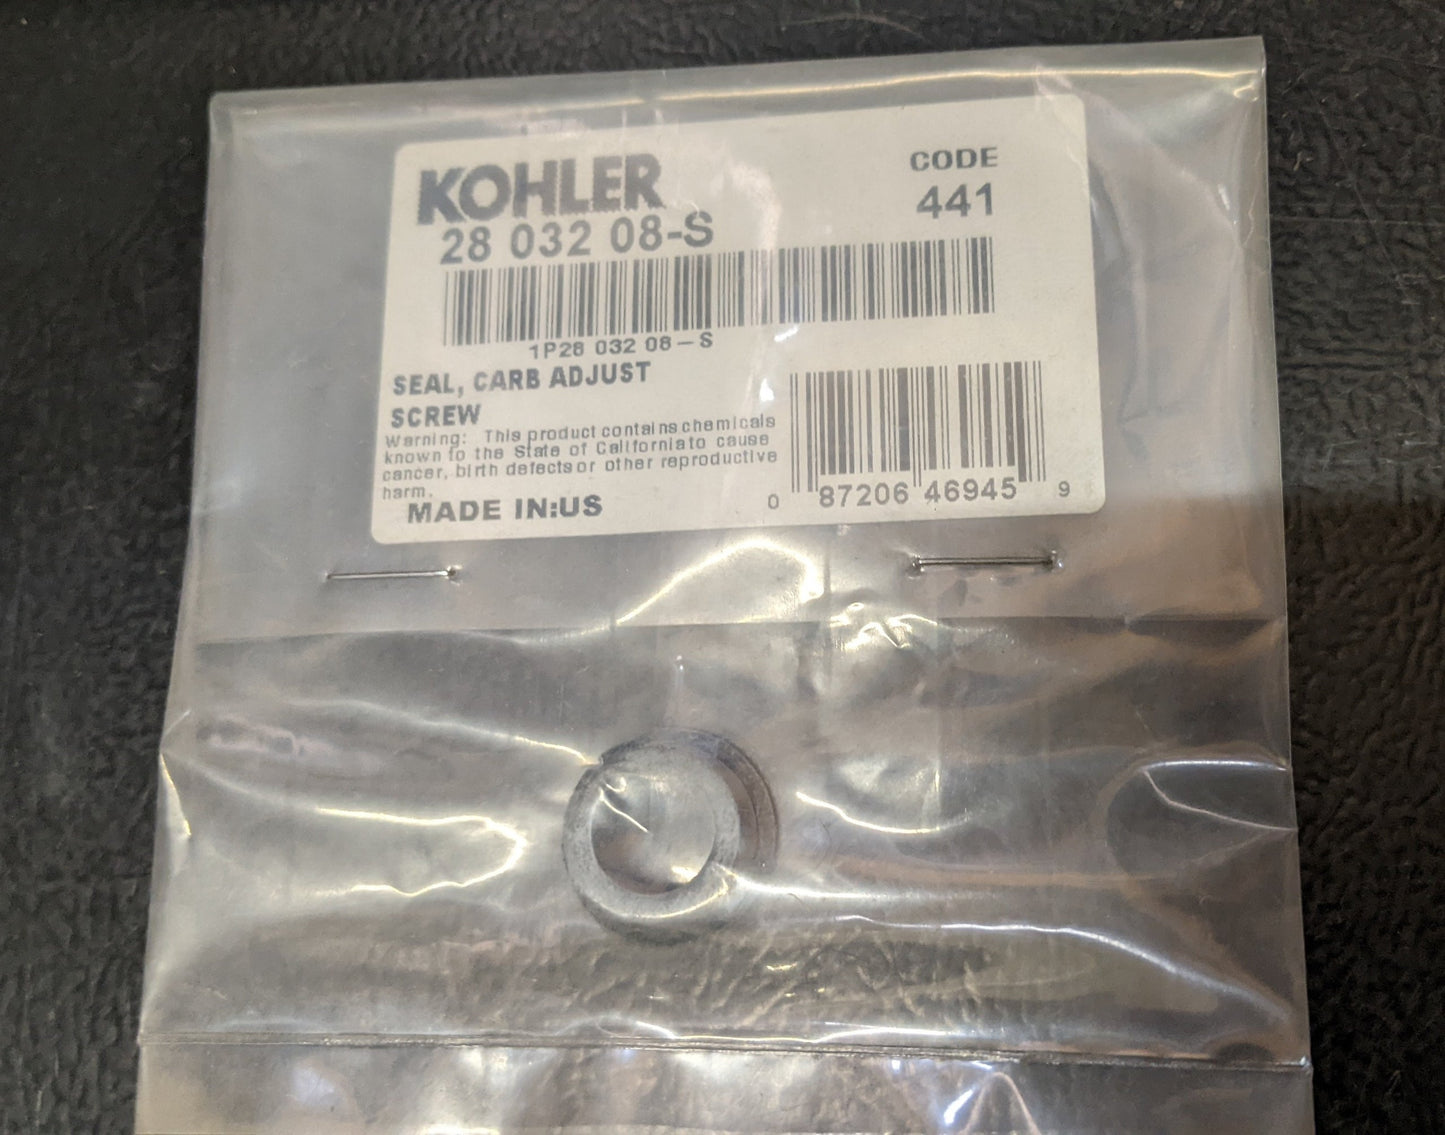 KOHLER
CODE
441
28 032 08-S
1P28 032 08-S
SEAL, CARB ADJUST
SCREW
Warning: This product contains chemicals
known to the State of California to cause
cancer, birth defects or other reproductive
harm.
MADE IN:US
0 87206 46945 9